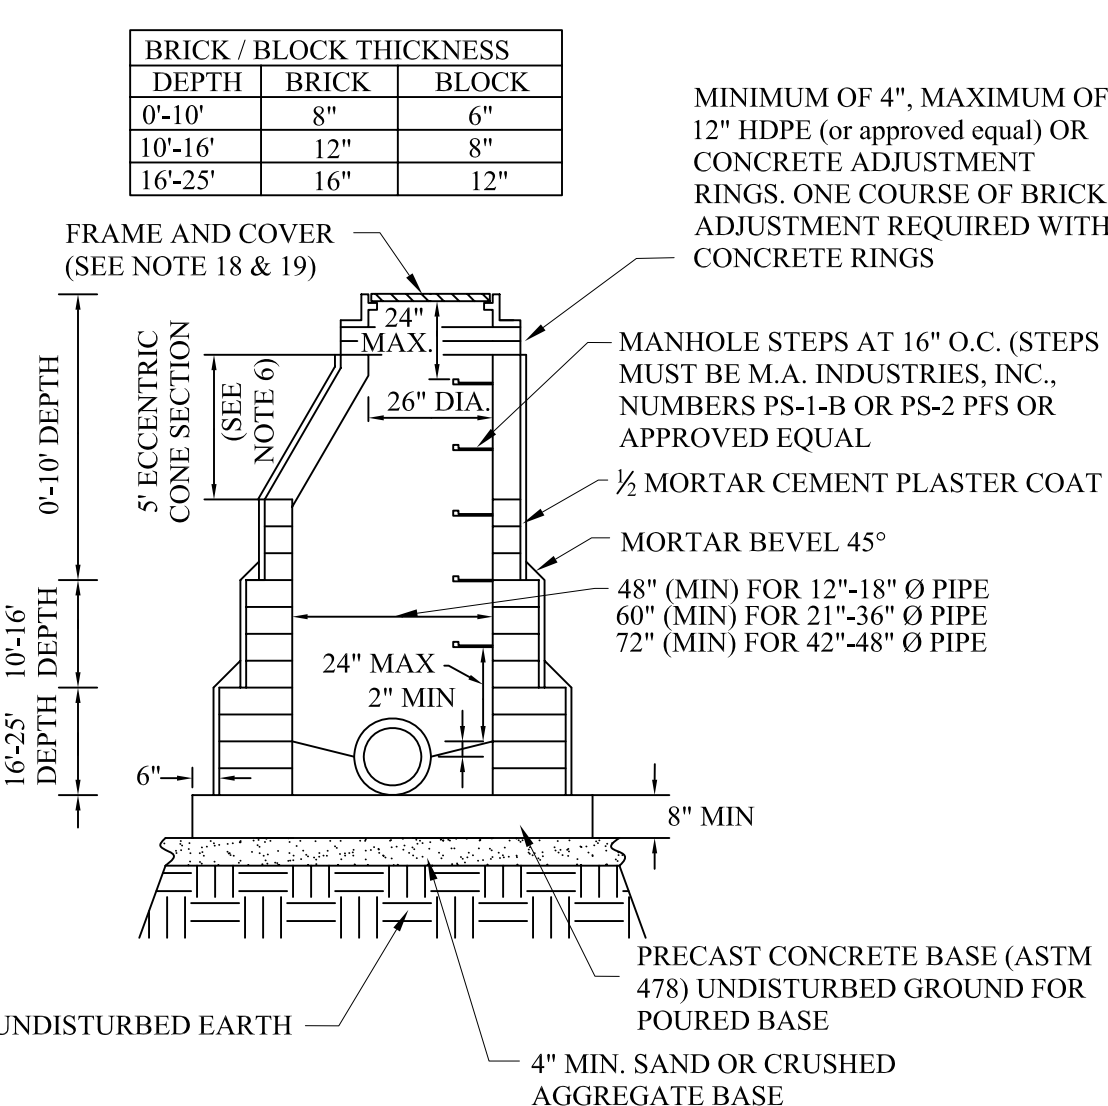 BRICK / BLOCK THICKNESS
DEPTH BRICK BLOCK
0'-10' 8" 6"
10'-16' 12" 8"
16'-25' 16" 12"
MINIMUM OF 4", MAXIMUM OF
12" HDPE (or approved equal) OR
CONCRETE ADJUSTMENT
RINGS. ONE COURSE OF BRICK
ADJUSTMENT REQUIRED WITH
CONCRETE RINGS
FRAME AND COVER
(SEE NOTE 18 & 19)
24"
MAX.
26" DIA.
0'-10' DEPTH
5' ECCENTRIC
CONE SECTION
(SEE
NOTE 6)
MANHOLE STEPS AT 16" O.C. (STEPS
MUST BE M.A. INDUSTRIES, INC.,
NUMBERS PS-1-B OR PS-2 PFS OR
APPROVED EQUAL
½ MORTAR CEMENT PLASTER COAT
MORTAR BEVEL 45°
48" (MIN) FOR 12"-18" Ø PIPE
60" (MIN) FOR 21"-36" Ø PIPE
72" (MIN) FOR 42"-48" Ø PIPE
10'-16'
DEPTH
24" MAX
2" MIN
16'-25'
DEPTH
6"
8" MIN
PRECAST CONCRETE BASE (ASTM
478) UNDISTURBED GROUND FOR
POURED BASE
UNDISTURBED EARTH
4" MIN. SAND OR CRUSHED
AGGREGATE BASE